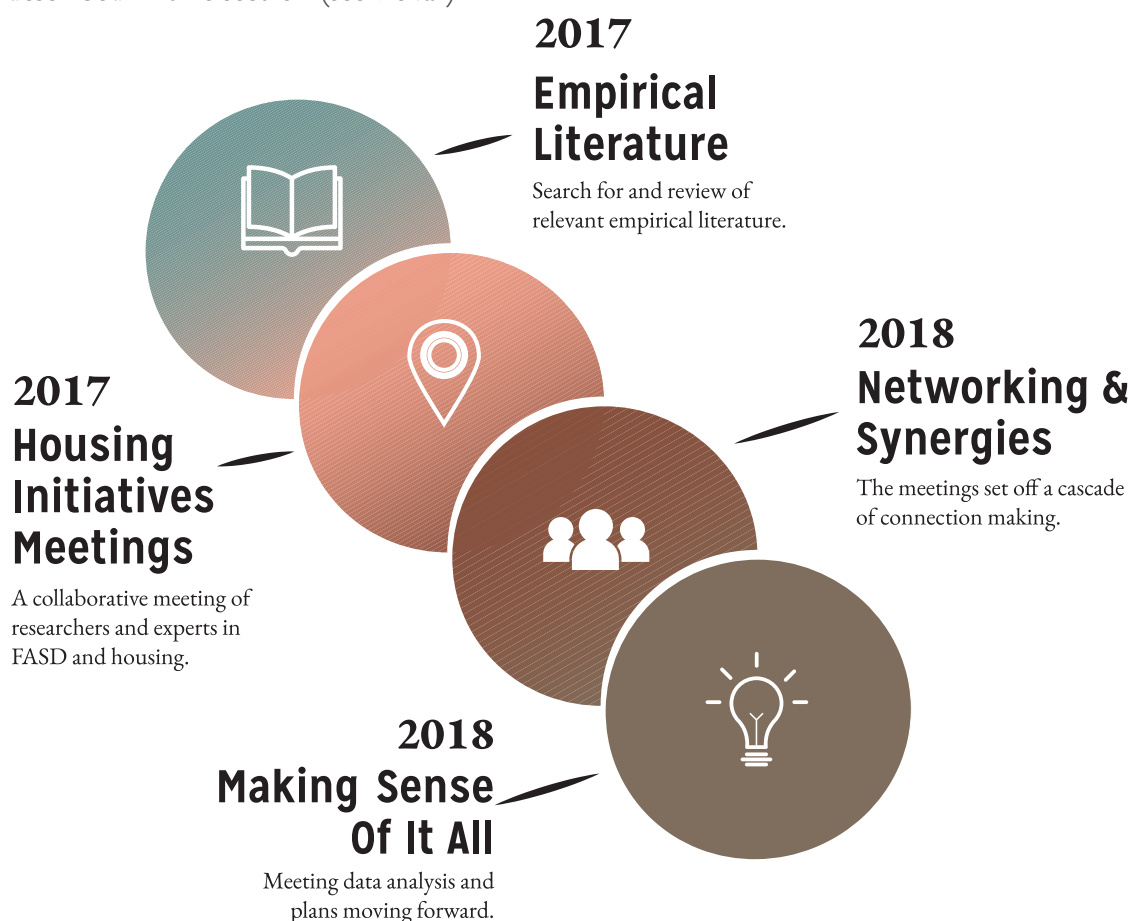 2017
Empirical
Literature
Search for and review of
relevant empirical literature.
2017
Housing
Initiatives
Meetings
A collaborative meeting of
researchers and experts in
FASD and housing.
2018
Networking &
Synergies
The meetings set off a cascade
of connection making.
2018
Making Sense
Of It All
Meeting data analysis and
plans moving forward.